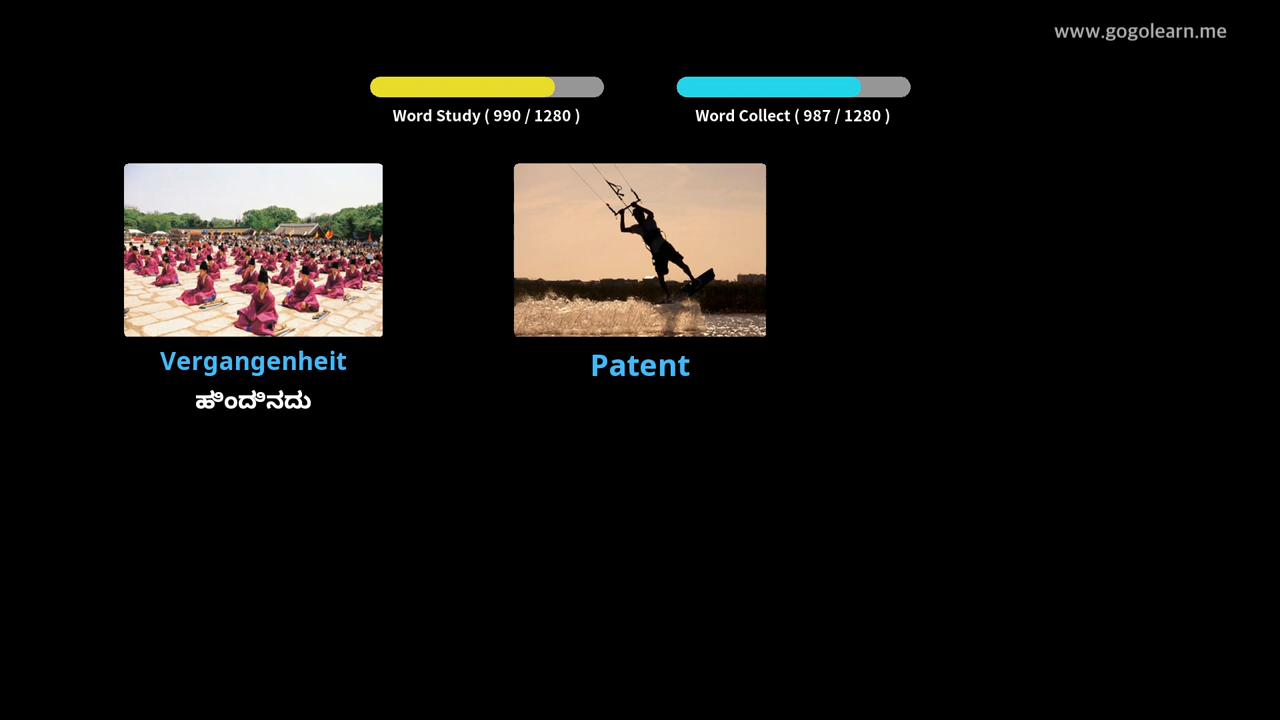 www.gogolearn.me
Word Study ( 990 / 1280 )
Word Collect ( 987 / 1280 )
Vergangenheit
Patent
ಹಿಂದಿನದು